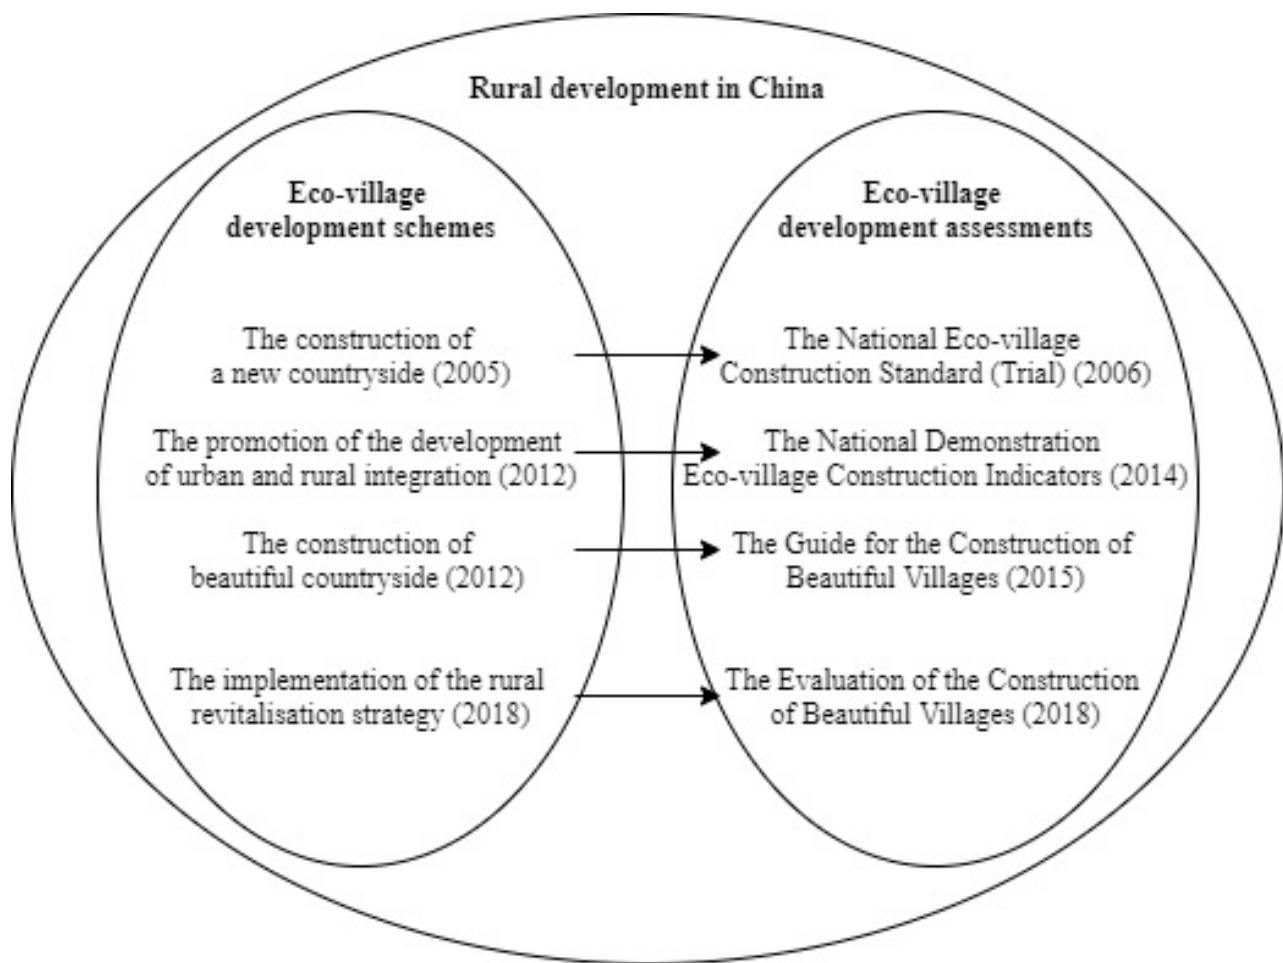 Rural development in China
Eco-village
development schemes
The construction of
a new countryside (2005)
The promotion of the development
of urban and rural integration (2012)
The construction of
beautiful countryside (2012)
The implementation of the rural
revitalisation strategy (2018)
Eco-village
development assessments
The National Eco-village
Construction Standard (Trial) (2006)
The National Demonstration
Eco-village Construction Indicators (2014)
The Guide for the Construction of
Beautiful Villages (2015)
The Evaluation of the Construction
of Beautiful Villages (2018)